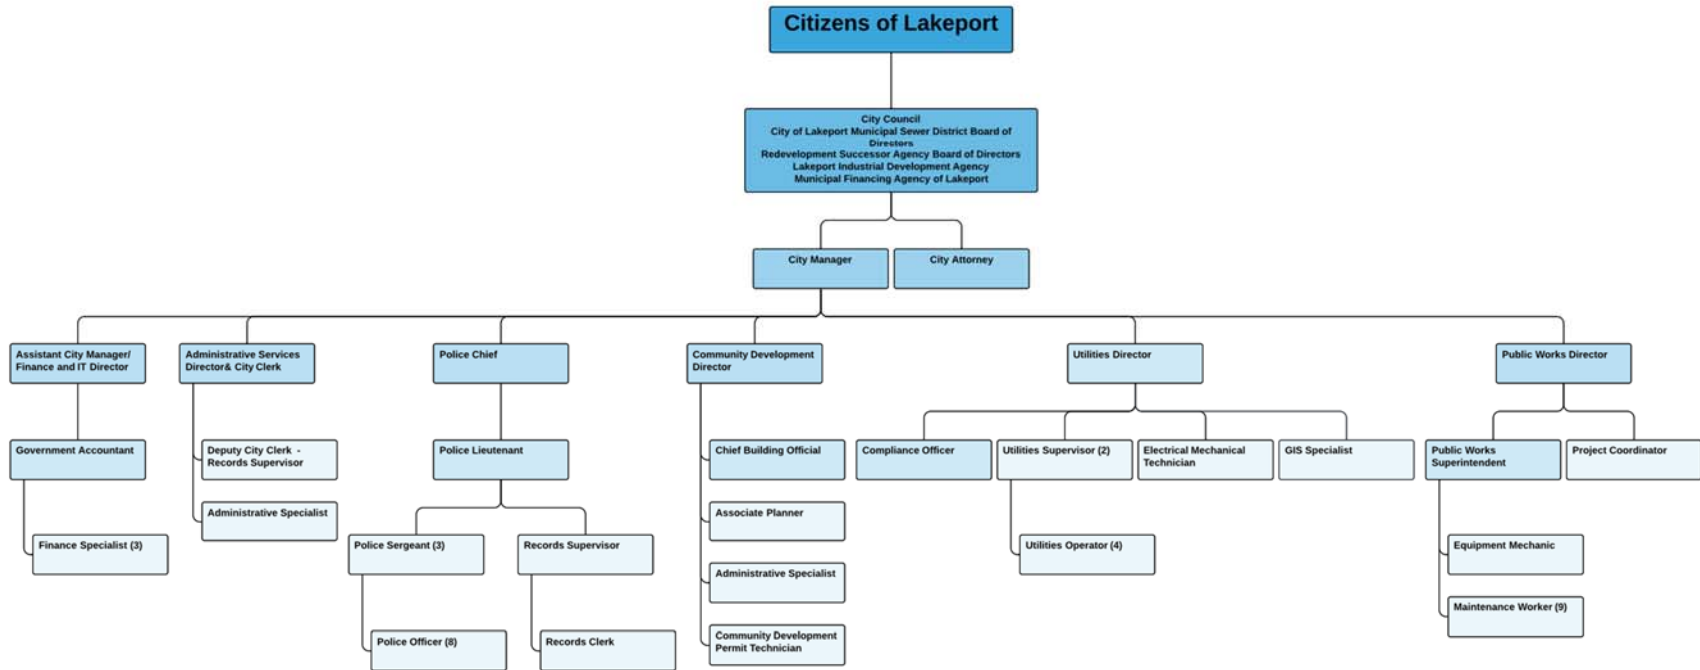 Citizens of Lakeport
City Council
City of Lakeport Municipal Sewer District Board of
Directors
Redevelopment Successor Agency Board of Directors
Lakeport Industrial Development Agency
Municipal Financing Agency of Lakeport
City Manager
City Attorney
Assistant City Manager/
Finance and IT Director
Administrative Services
Director& City Clerk
Police Chief
Community Development
Director
Utilities Director
Public Works Director
Government Accountant
Deputy City Clerk -
Records Supervisor
Police Lieutenant
Chief Building Official
Compliance Officer
Utilities Supervisor (2)
Electrical Mechanical
Technician
GIS Specialist
Public Works
Superintendent
Project Coordinator
Administrative Specialist
Associate Planner
Finance Specialist (3)
Police Sergeant (3)
Records Supervisor
Administrative Specialist
Utilities Operator (4)
Equipment Mechanic
Maintenance Worker (9)
Police Officer (8)
Records Clerk
Community Development
Permit Technician